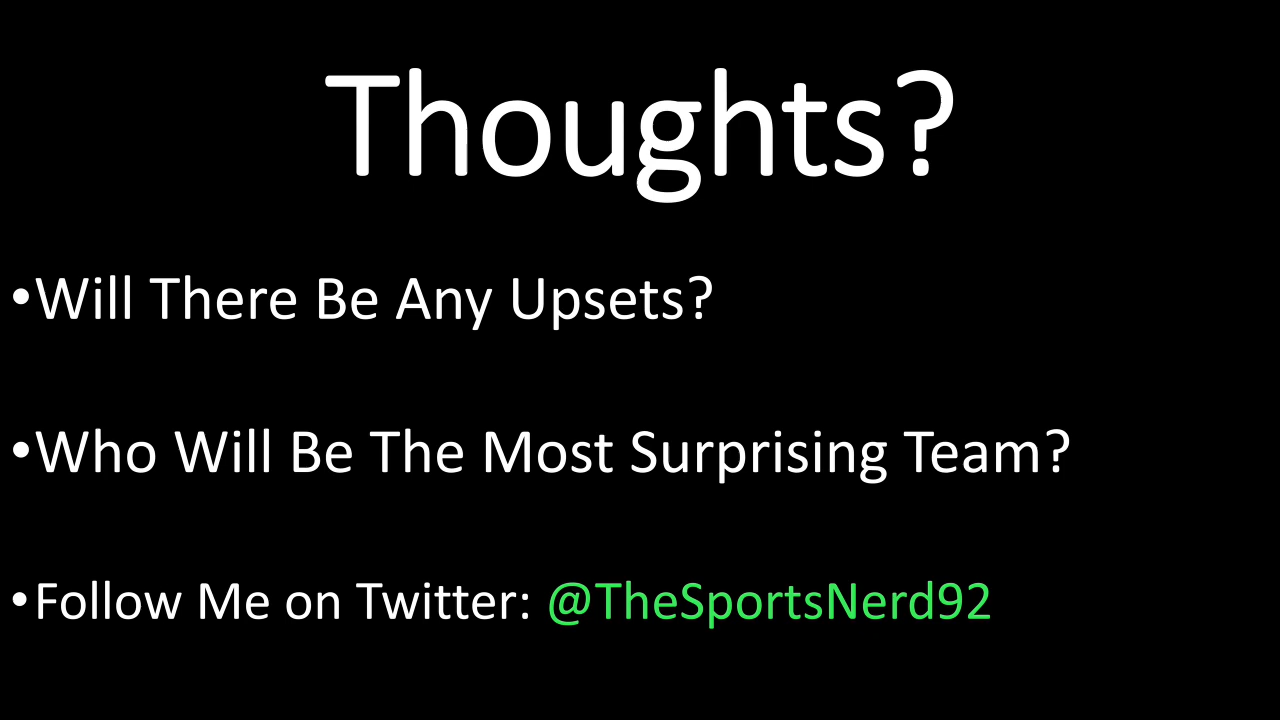 Thoughts?
•Will There Be Any Upsets?
•Who Will Be The Most Surprising Team?
•Follow Me on Twitter: @TheSportsNerd92